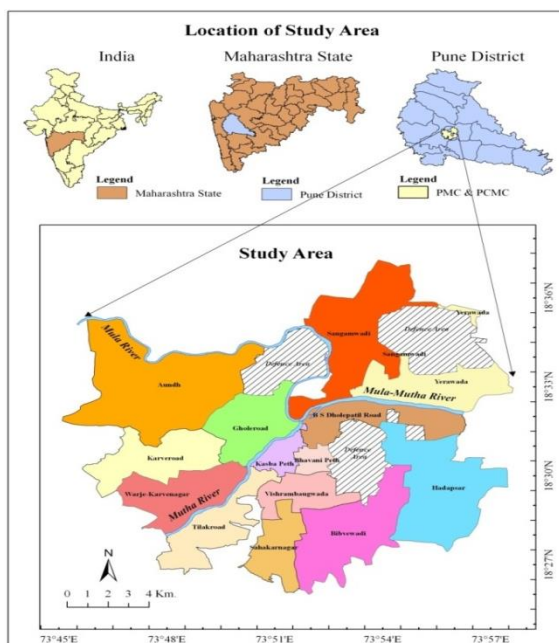 Location of Study Area
India
Maharashtra State
Pune District
Legend
Maharashtra State
Legend
Pune District
Legend
PMC & PCMC
Study Area
Mula River
Aundh
Defence Area
Sangamwadi
Yerawada
Defence Area
Sangamwadi
Yerawada
Mula-Mutha River
Gholeroad
B S Dholepatil Road
Karveroad
Kasba Peth
Bhavani Peth
Defence Area
Warje-Karvenagar
Mutha River
Vishrambagwada
Hadapsar
Tilakroad
Sahakarnagar
Bibvewadi
N
0 1 2 3 4 Km.
18°36'N
18°33'N
18°30'N
18°27'N
73°45'E
73°48'E
73°51'E
73°54'E
73°57'E